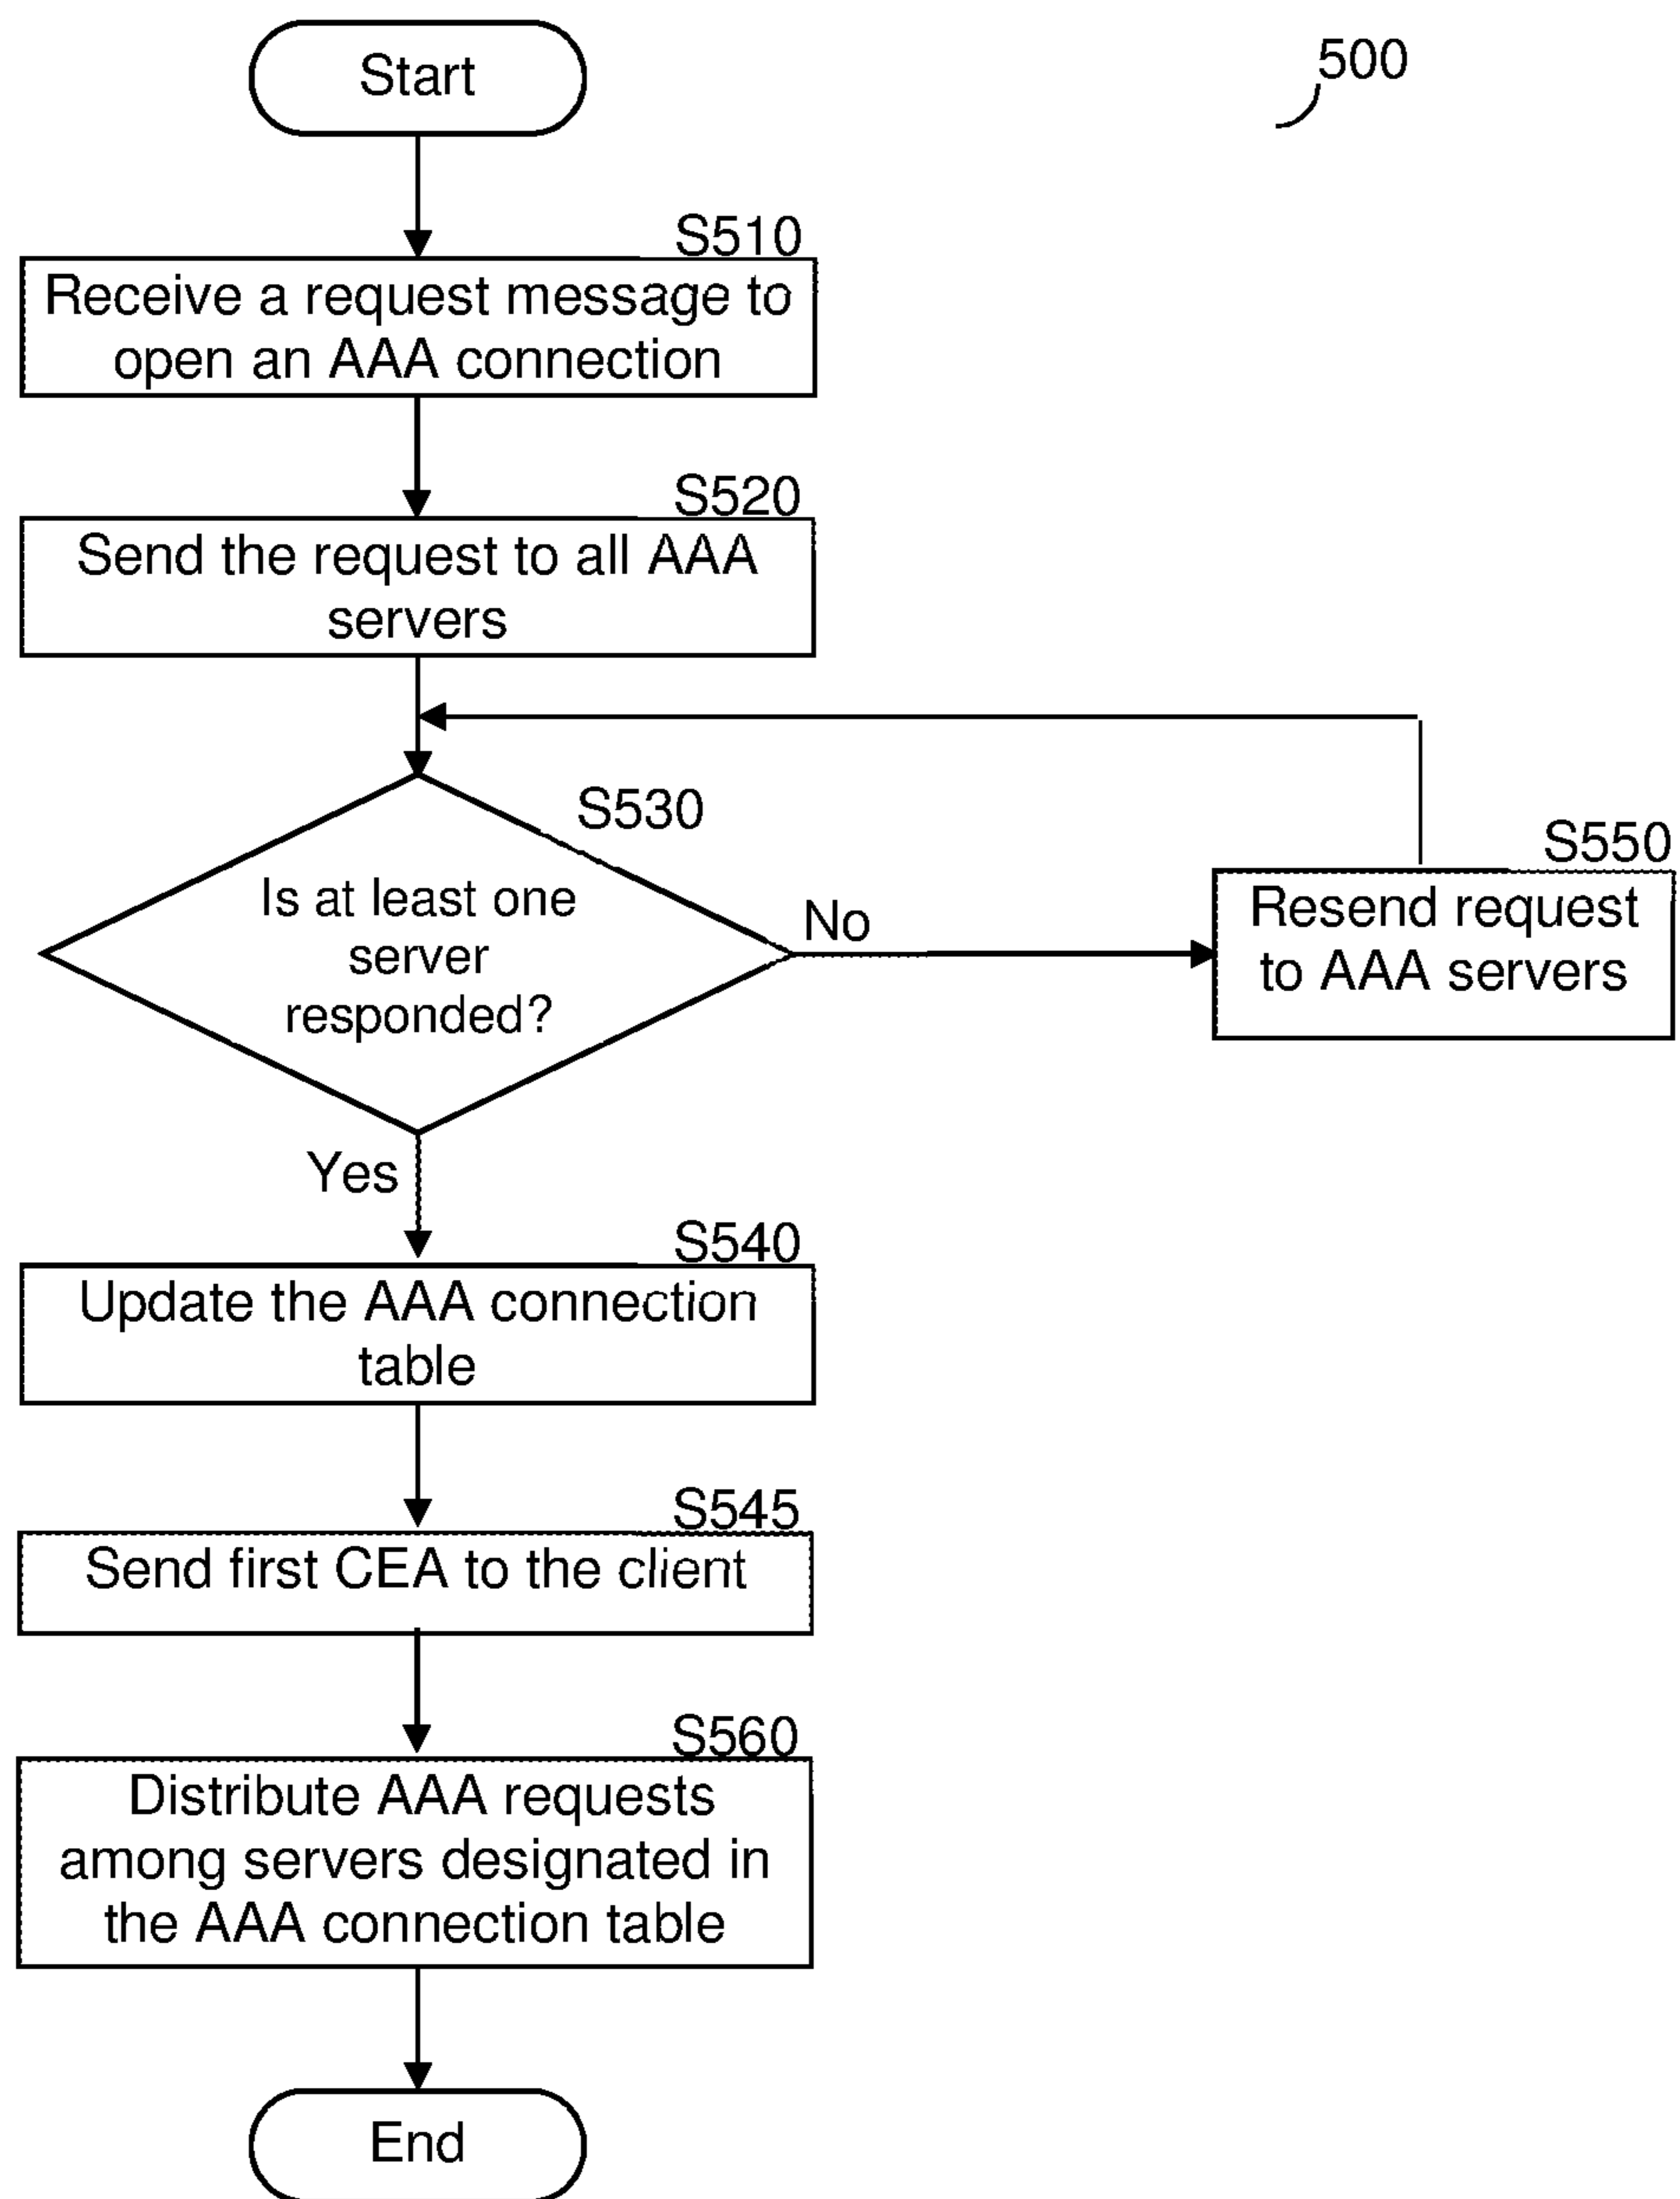 Start
500
S510
Receive a request message to
open an AAA connection
S520
Send the request to all AAA
servers
S530
Is at least one
server
responded?
No
S550
Resend request
to AAA servers
Yes
S540
Update the AAA connection
table
S545
Send first CEA to the client
S560
Distribute AAA requests
among servers designated in
the AAA connection table
End